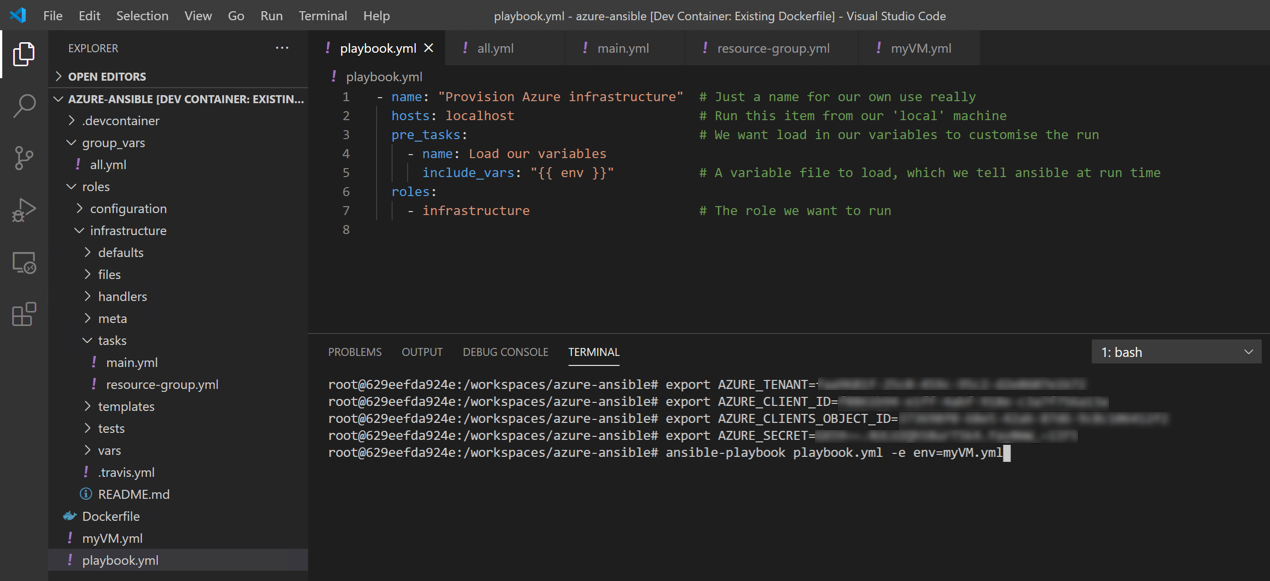 File Edit Selection View Go Run Terminal Help
playbook.yml - azure-ansible [Dev Container: Existing Dockerfile] - Visual Studio Code
EXPLORER
OPEN EDITORS
AZURE-ANSIBLE [DEV CONTAINER: EXISTIN...
.devcontainer
group_vars
! all.yml
roles
configuration
infrastructure
defaults
files
handlers
meta
tasks
! main.yml
! resource-group.yml
templates
tests
vars
! .travis.yml
README.md
Dockerfile
! myVM.yml
! playbook.yml
! playbook.yml ! all.yml ! main.yml ! resource-group.yml ! myVM.yml
! playbook.yml
1 - name: "Provision Azure infrastructure" # Just a name for our own use really
2 hosts: localhost # Run this item from our 'local' machine
3 pre_tasks: # We want load in our variables to customise the run
4 - name: Load our variables
5 include_vars: "{{ env }}" # A variable file to load, which we tell ansible at run time
6 roles:
7 - infrastructure # The role we want to run
8
PROBLEMS OUTPUT DEBUG CONSOLE TERMINAL 1: bash
root@629eefda924e:/workspaces/azure-ansible# export AZURE_TENANT=
root@629eefda924e:/workspaces/azure-ansible# export AZURE_CLIENT_ID=
root@629eefda924e:/workspaces/azure-ansible# export AZURE_CLIENTS_OBJECT_ID=
root@629eefda924e:/workspaces/azure-ansible# export AZURE_SECRET=
root@629eefda924e:/workspaces/azure-ansible# ansible-playbook playbook.yml -e env=myVM.yml